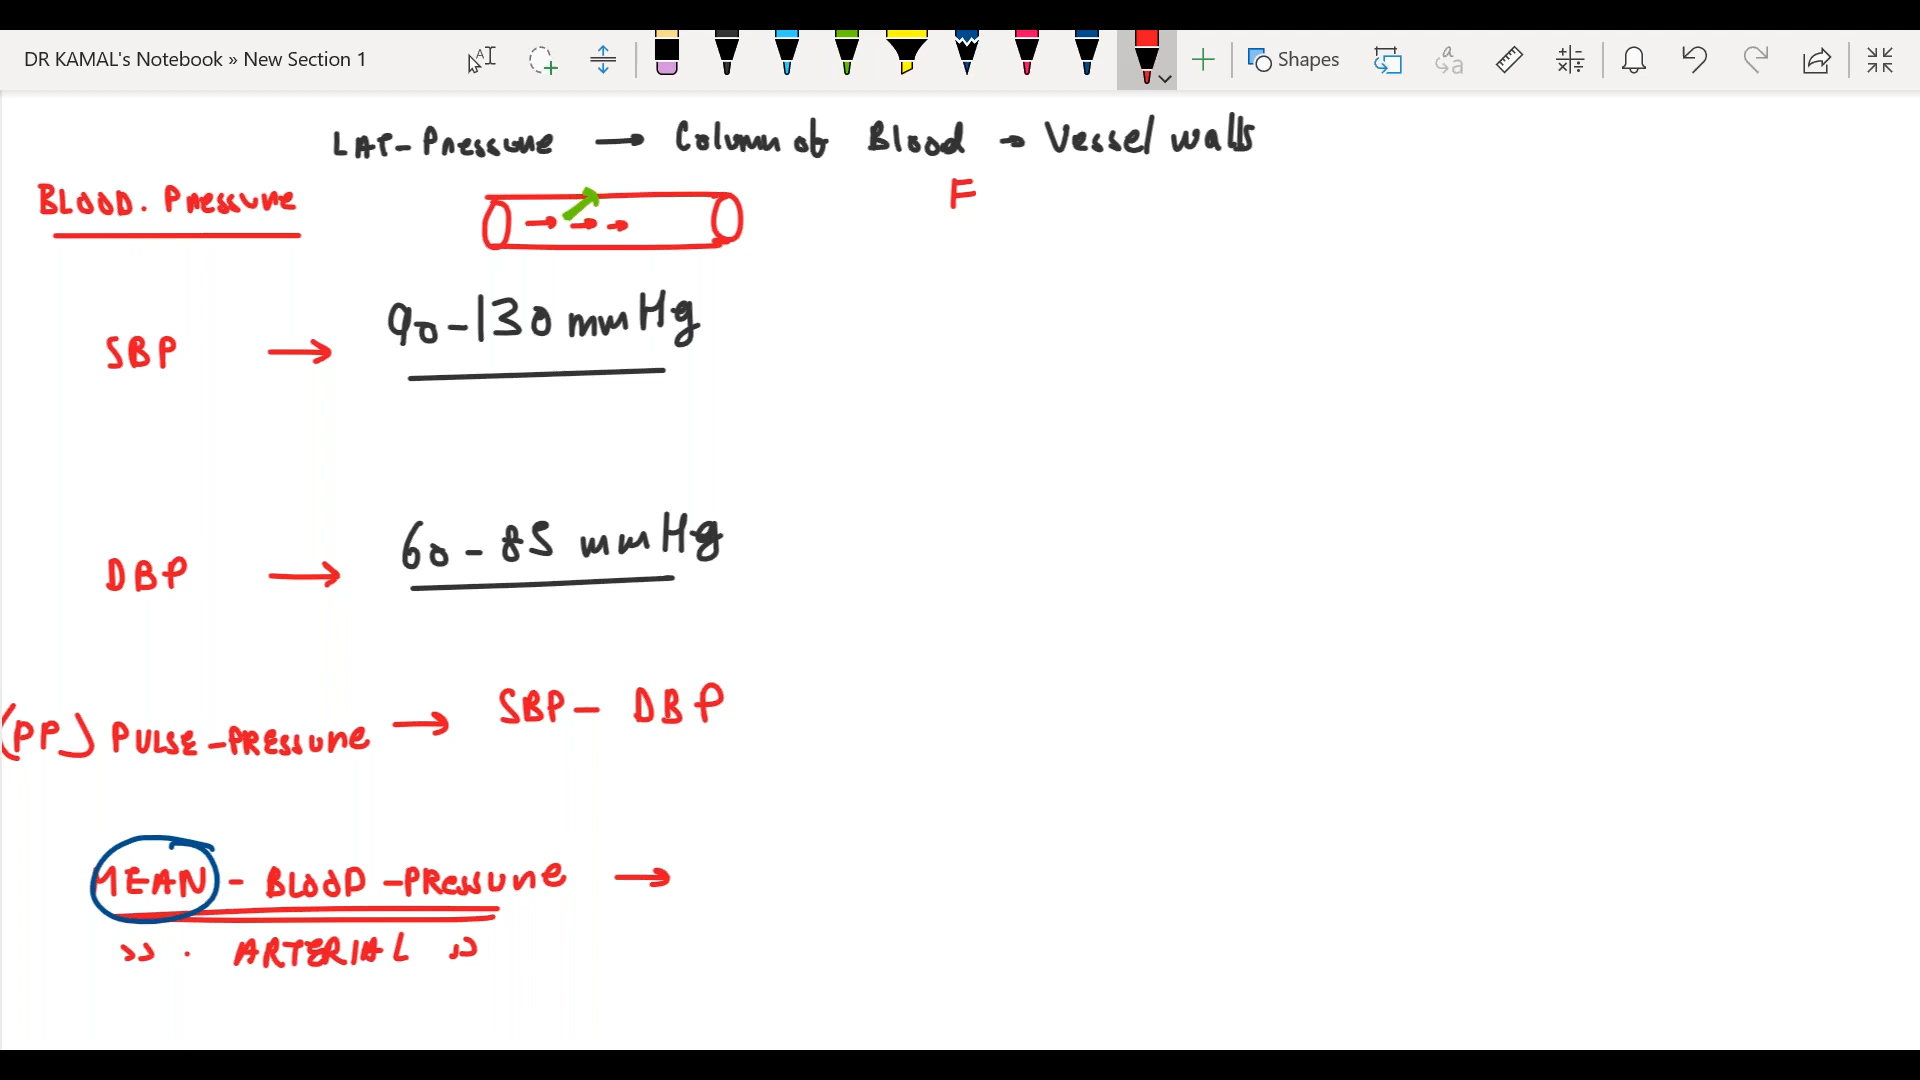 DR KAMAL's Notebook » New Section 1
Shapes
LAT-Pressure → Column of Blood → Vessel walls
F
BLOOD. Pressure
SBP → 90-130 mmHg
DBP → 60-85 mmHg
(PP) PULSE-PRESSURE → SBP - DBP
MEAN - BLOOD-PRESSURE →
›› . ARTERIAL ››